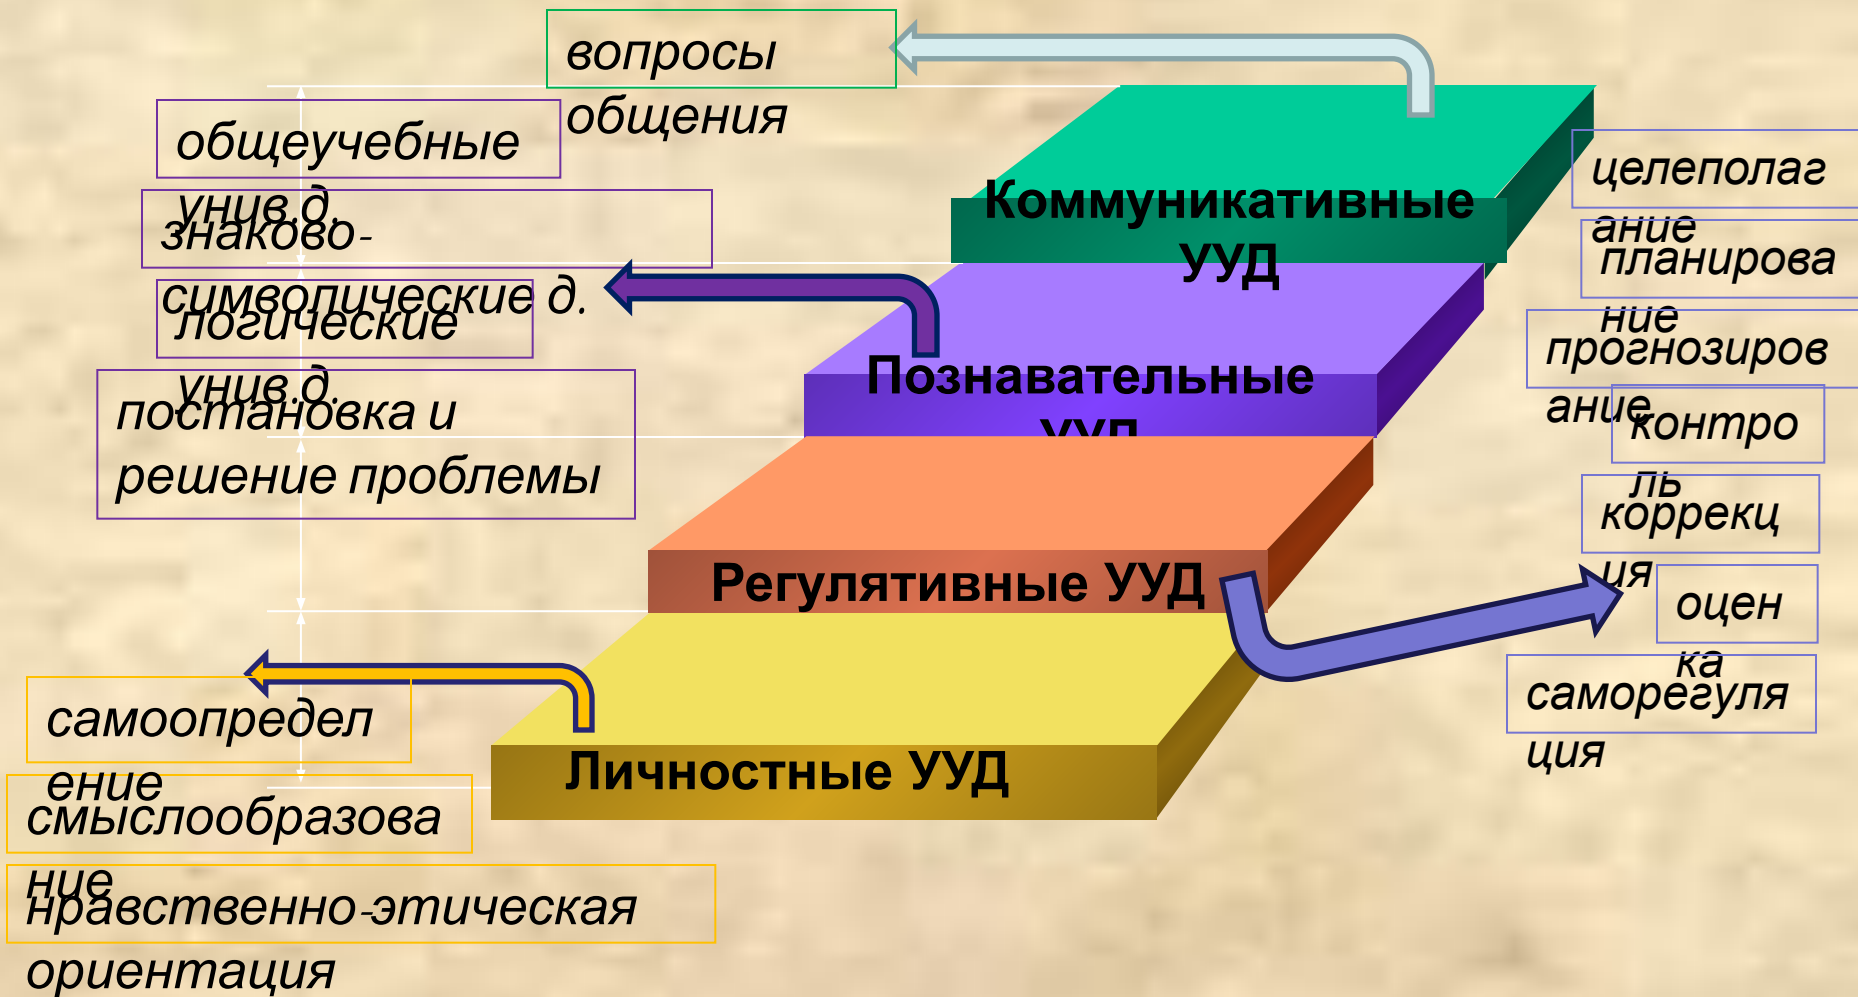 вопросы
общения
общеучебные
унив.д.
знаково-
символические д.
логические
унив.д.
постановка и
решение проблемы
Коммуникативные
УУД
Познавательные
УУД
Регулятивные УУД
Личностные УУД
целеполаг
ание
планирова
ние
прогнозиров
ание
контро
ль
коррекц
ия
оцен
ка
саморегуля
ция
самоопредел
ение
смыслообразова
ние
нравственно-этическая
ориентация